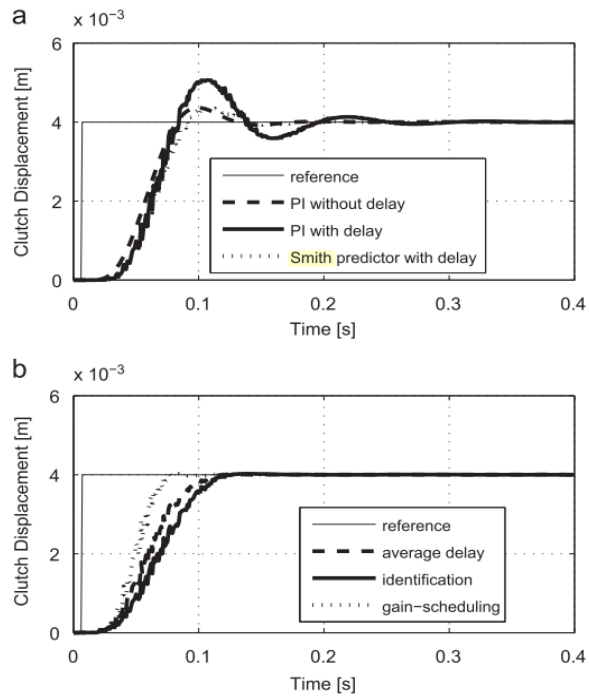 a
x 10⁻³
6
4
2
0
Clutch Displacement [m]
reference
PI without delay
PI with delay
Smith predictor with delay
0 0.1 0.2 0.3 0.4
Time [s]
b
x 10⁻³
6
4
2
0
Clutch Displacement [m]
reference
average delay
identification
gain−scheduling
0 0.1 0.2 0.3 0.4
Time [s]